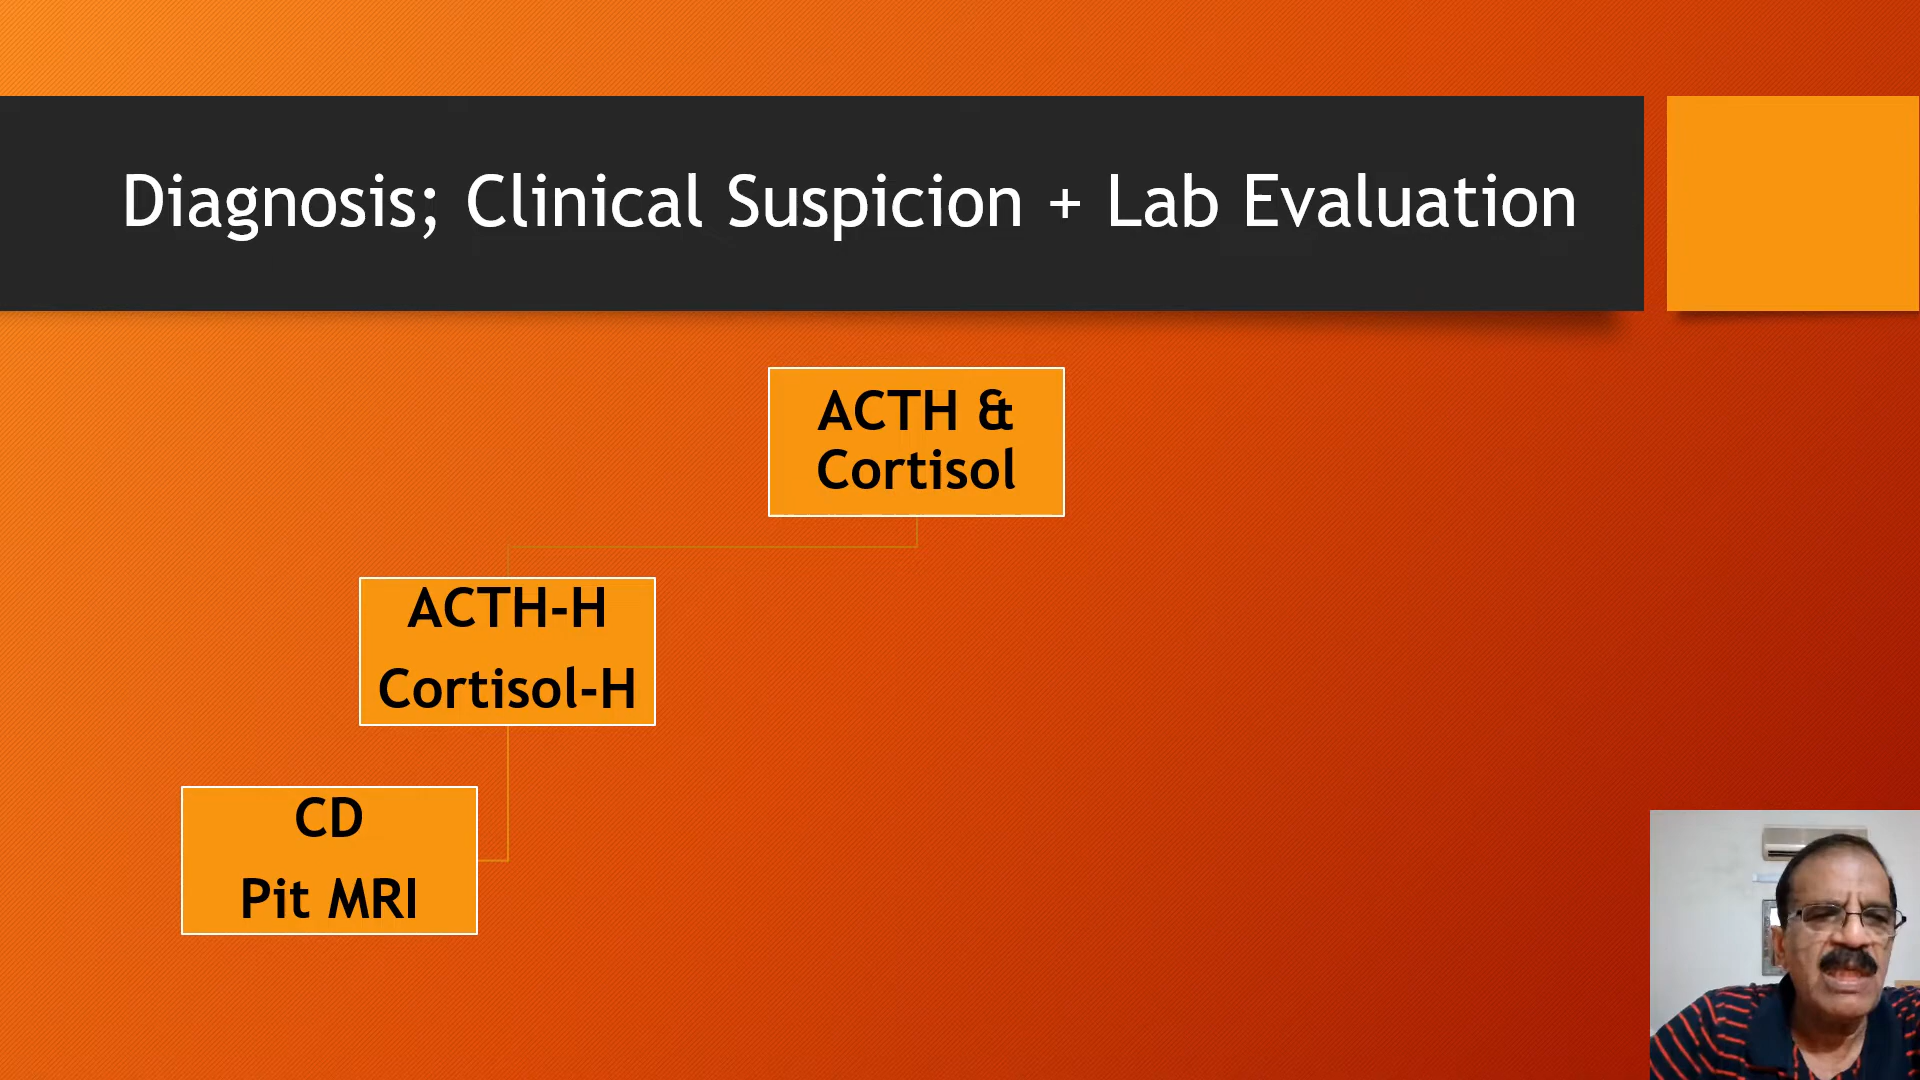 Diagnosis; Clinical Suspicion + Lab Evaluation
ACTH &
Cortisol
ACTH-H
Cortisol-H
CD
Pit MRI